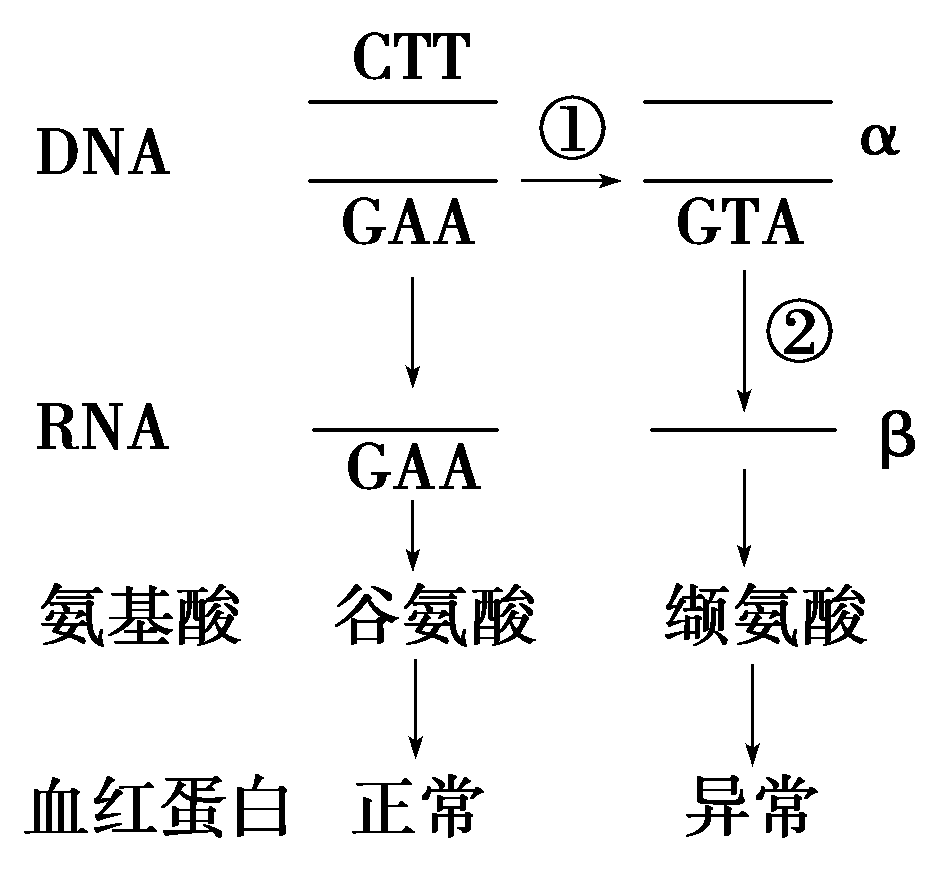 CTT
DNA ① α
GAA GTA
②
RNA β
GAA
氨基酸 谷氨酸 缬氨酸
血红蛋白 正常 异常